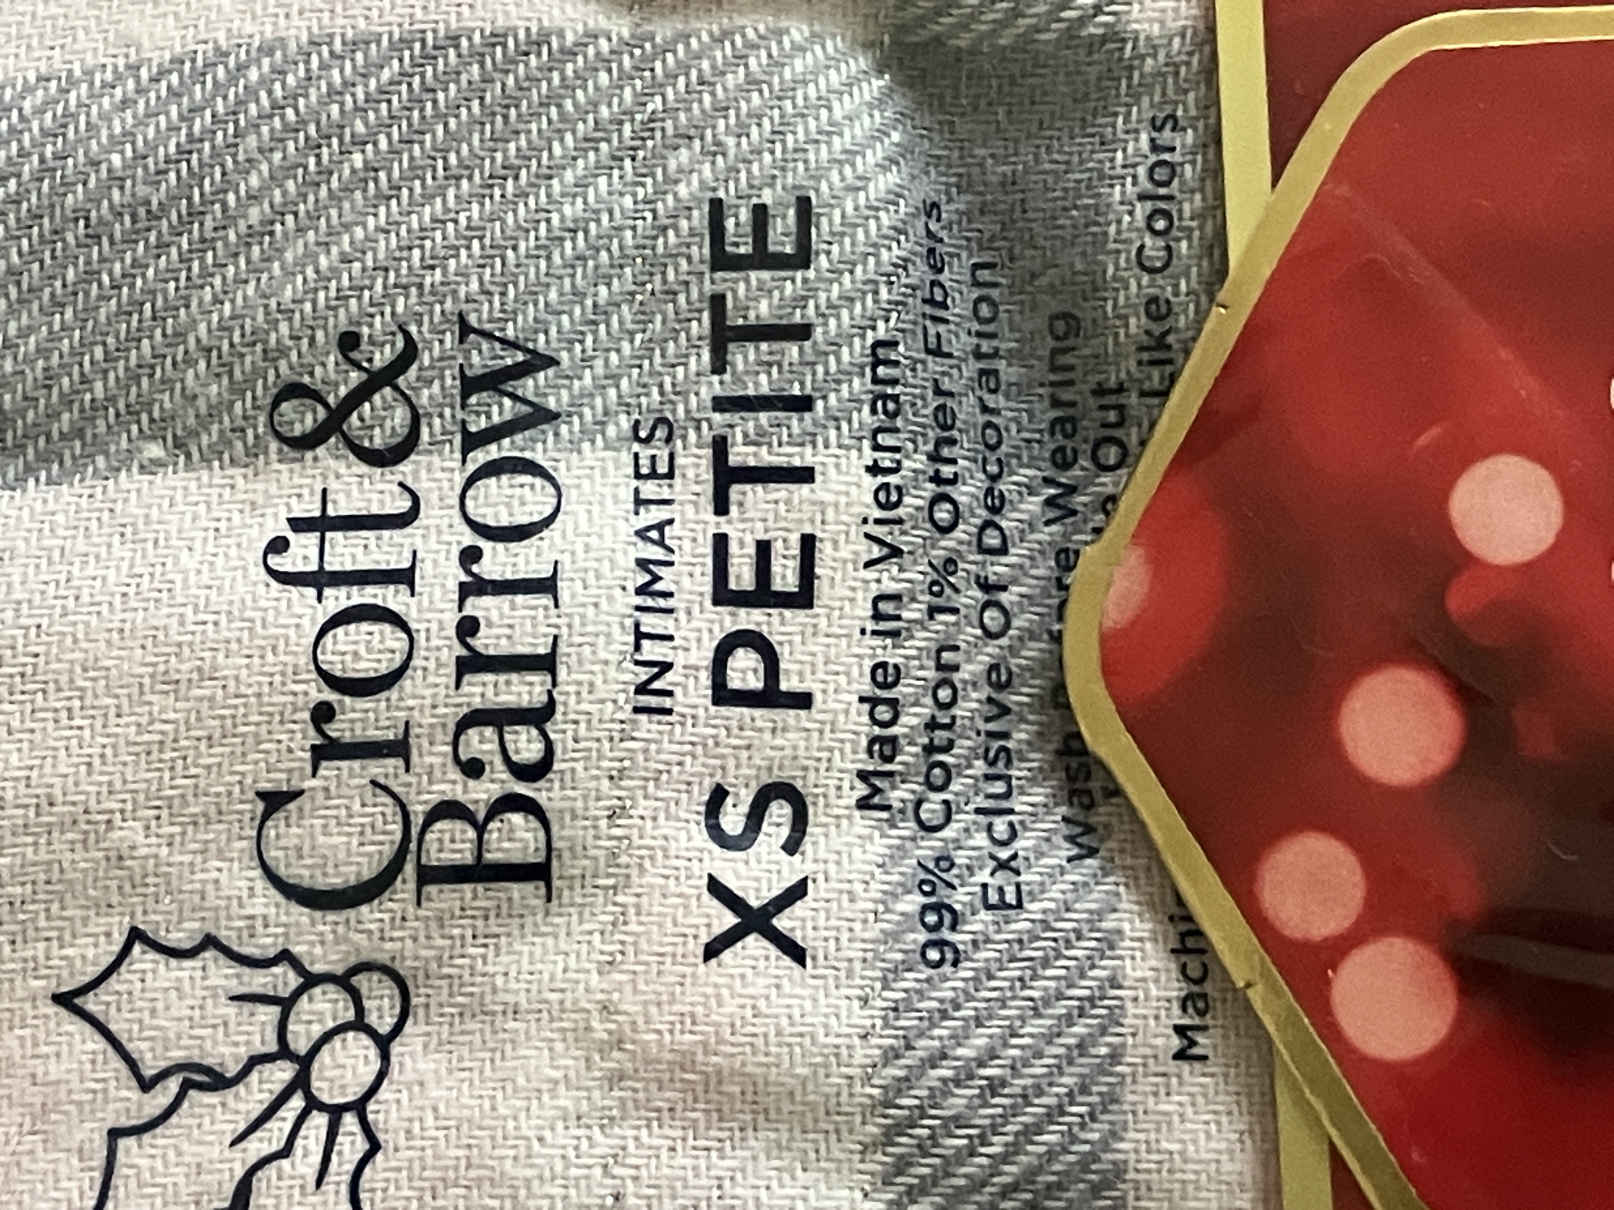 Croft &
Barrow
INTIMATES
XS PETITE
Made in Vietnam
99% Cotton 1% Other Fibers
Exclusive Of Decoration
Wash Wearing
Out
Like Colors